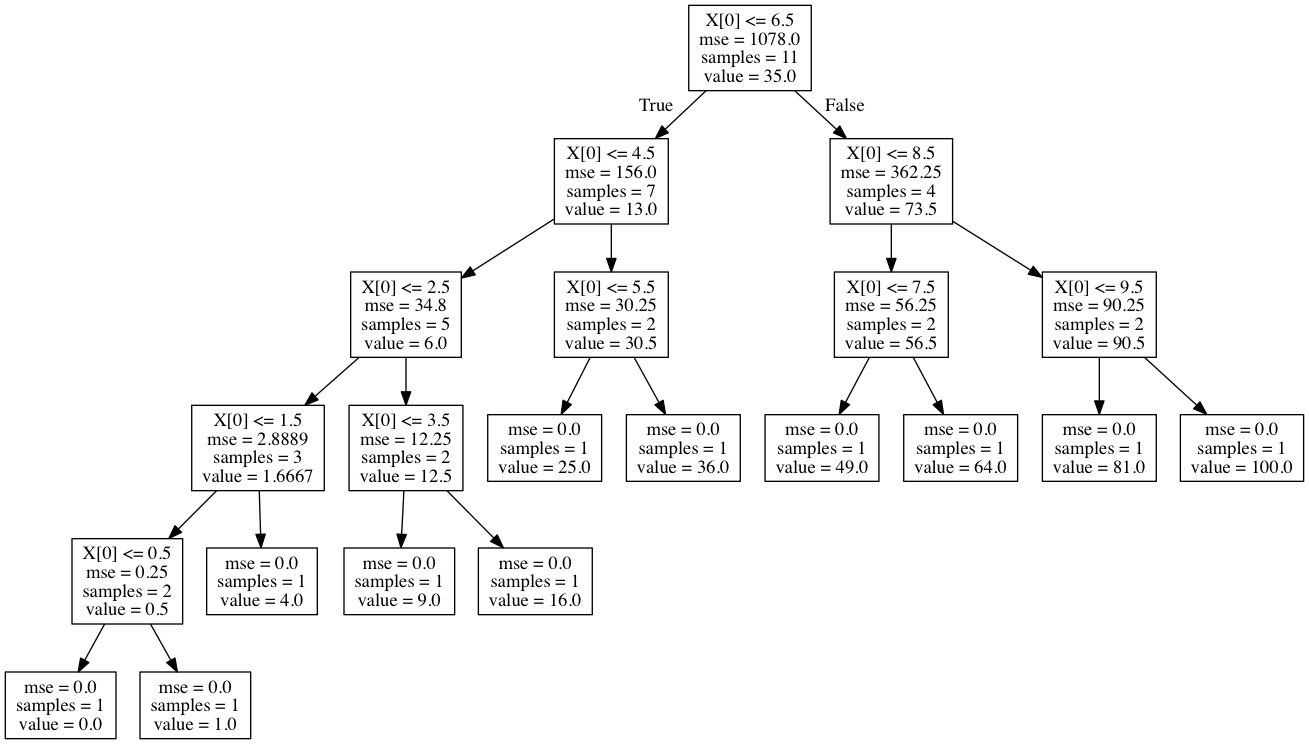 X[0] <= 6.5
mse = 1078.0
samples = 11
value = 35.0
True
False
X[0] <= 4.5
mse = 156.0
samples = 7
value = 13.0
X[0] <= 8.5
mse = 362.25
samples = 4
value = 73.5
X[0] <= 2.5
mse = 34.8
samples = 5
value = 6.0
X[0] <= 5.5
mse = 30.25
samples = 2
value = 30.5
X[0] <= 7.5
mse = 56.25
samples = 2
value = 56.5
X[0] <= 9.5
mse = 90.25
samples = 2
value = 90.5
X[0] <= 1.5
mse = 2.8889
samples = 3
value = 1.6667
X[0] <= 3.5
mse = 12.25
samples = 2
value = 12.5
mse = 0.0
samples = 1
value = 25.0
mse = 0.0
samples = 1
value = 36.0
mse = 0.0
samples = 1
value = 49.0
mse = 0.0
samples = 1
value = 64.0
mse = 0.0
samples = 1
value = 81.0
mse = 0.0
samples = 1
value = 100.0
X[0] <= 0.5
mse = 0.25
samples = 2
value = 0.5
mse = 0.0
samples = 1
value = 4.0
mse = 0.0
samples = 1
value = 9.0
mse = 0.0
samples = 1
value = 16.0
mse = 0.0
samples = 1
value = 0.0
mse = 0.0
samples = 1
value = 1.0